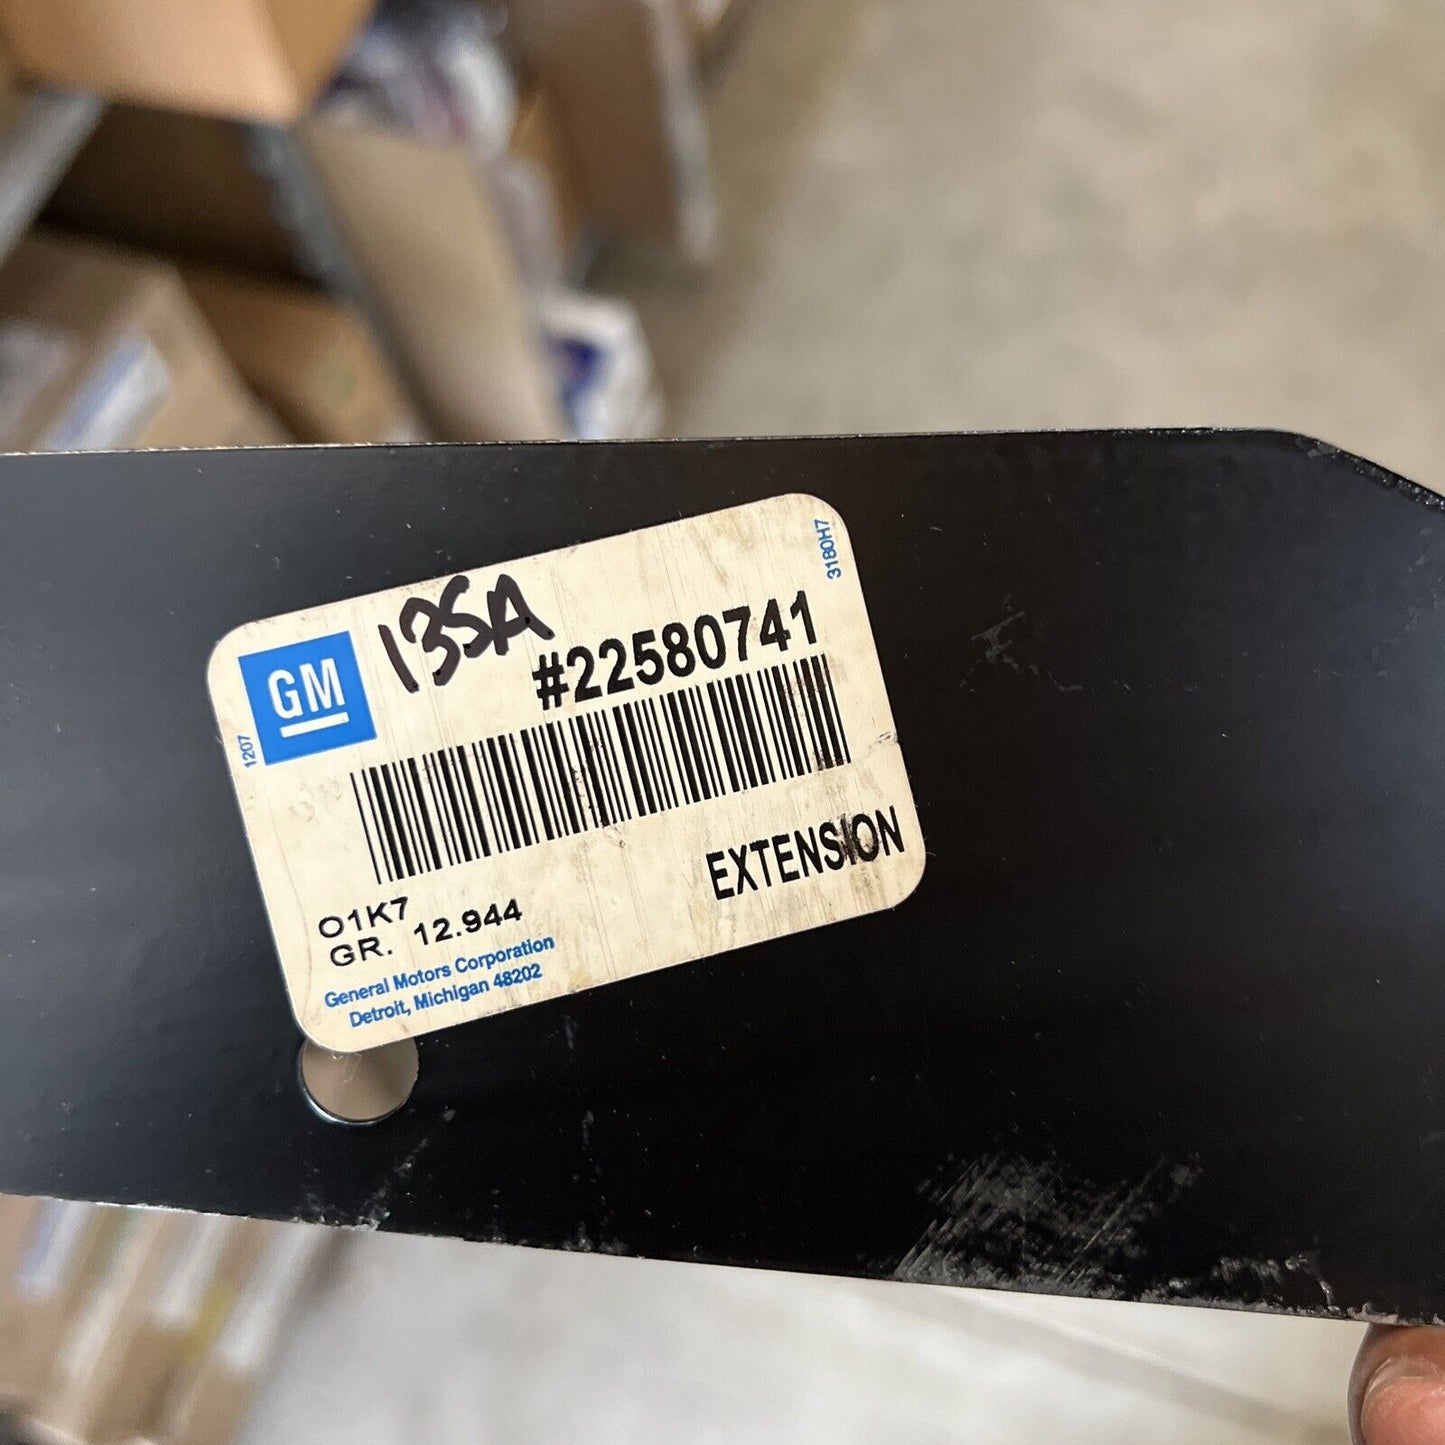 3180H7
135A
#22580741
GM
1207
EXTENSION
O1K7
GR. 12.944
General Motors Corporation
Detroit, Michigan 48202